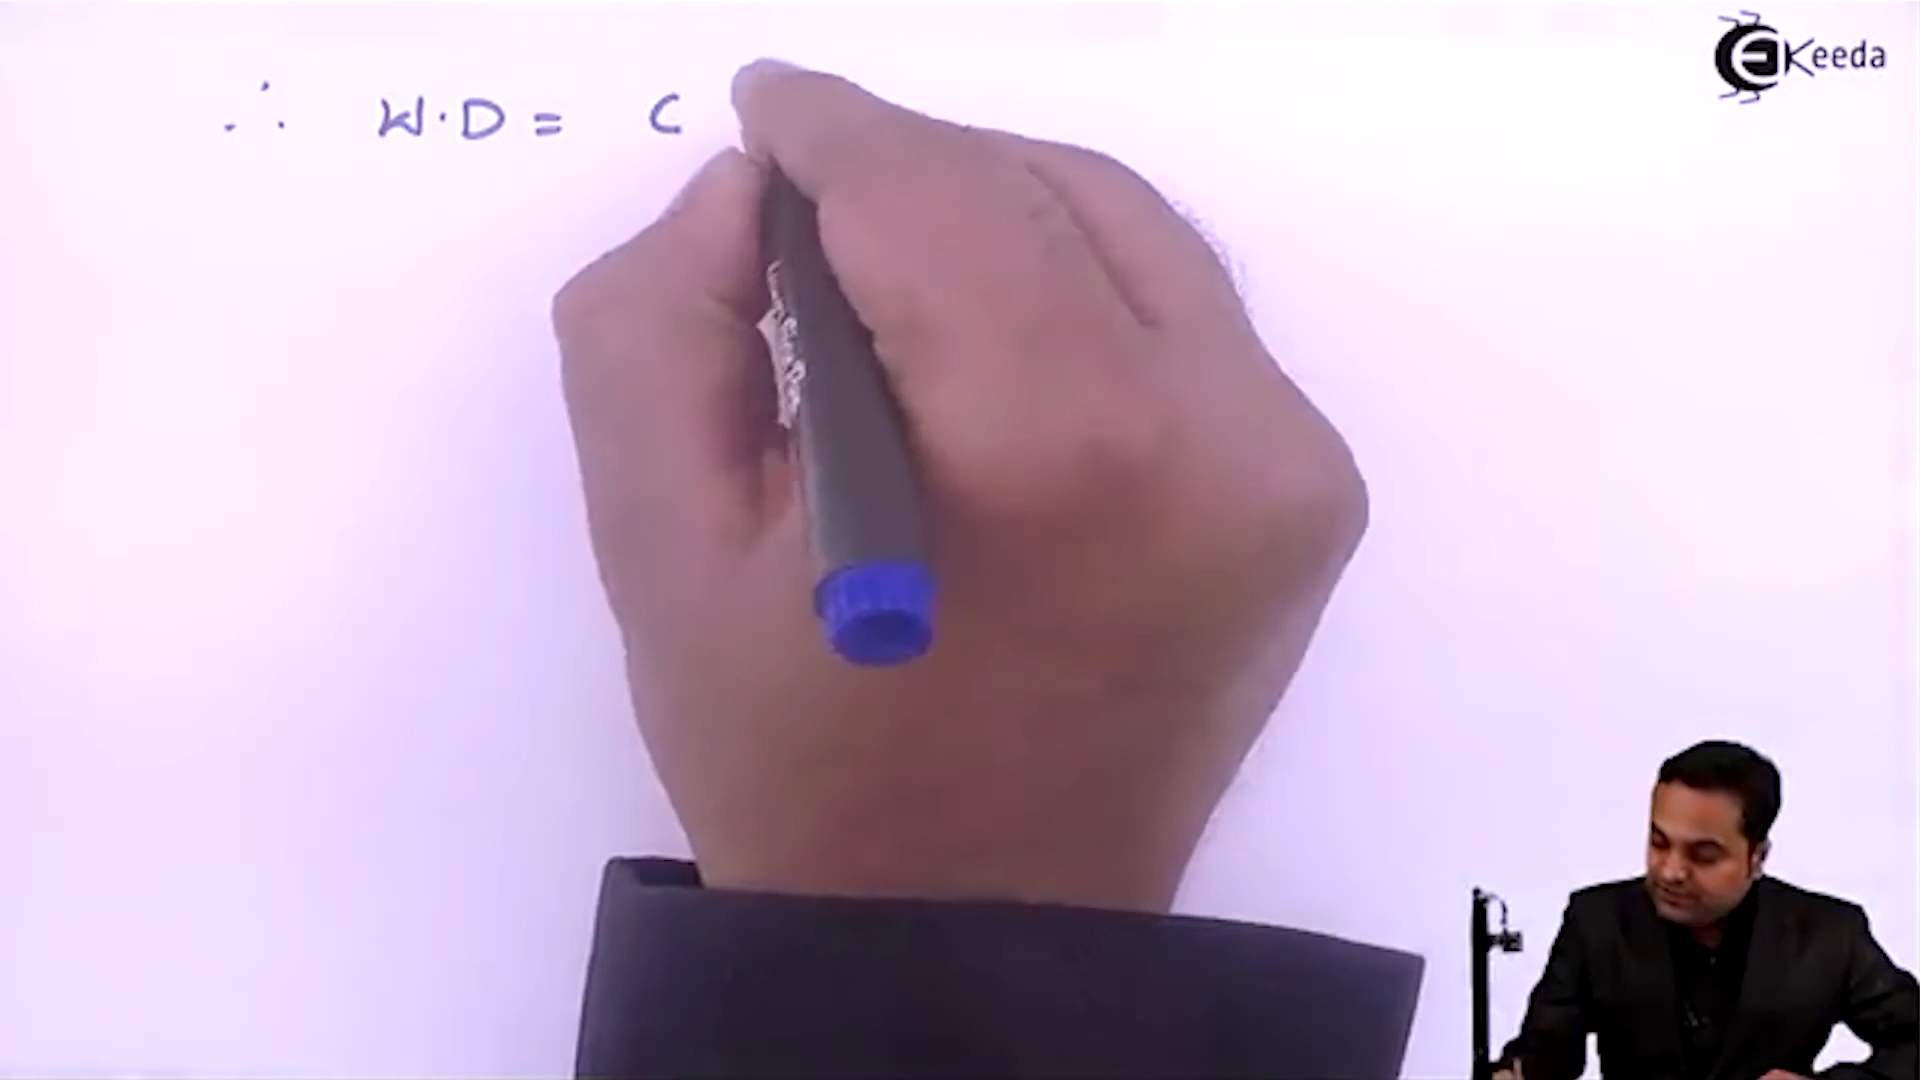 ∴ W.D = C
Keeda